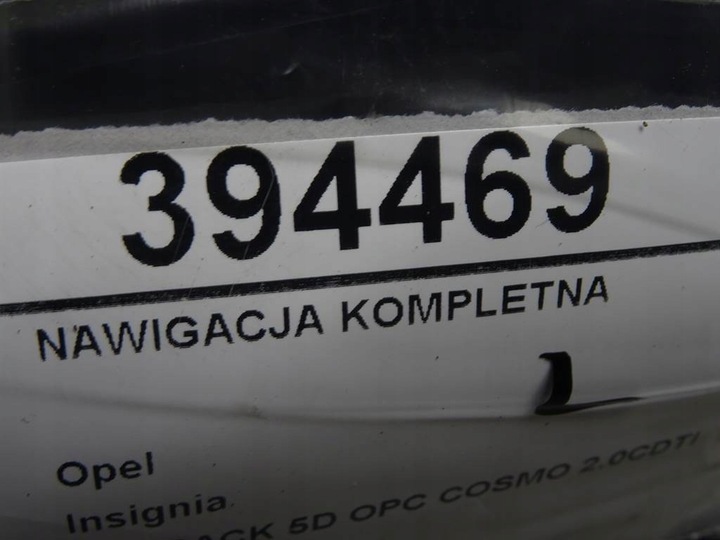 394469
NAWIGACJA KOMPLETNA
Opel
Insignia
5D OPC COSMO 2.0CDTI